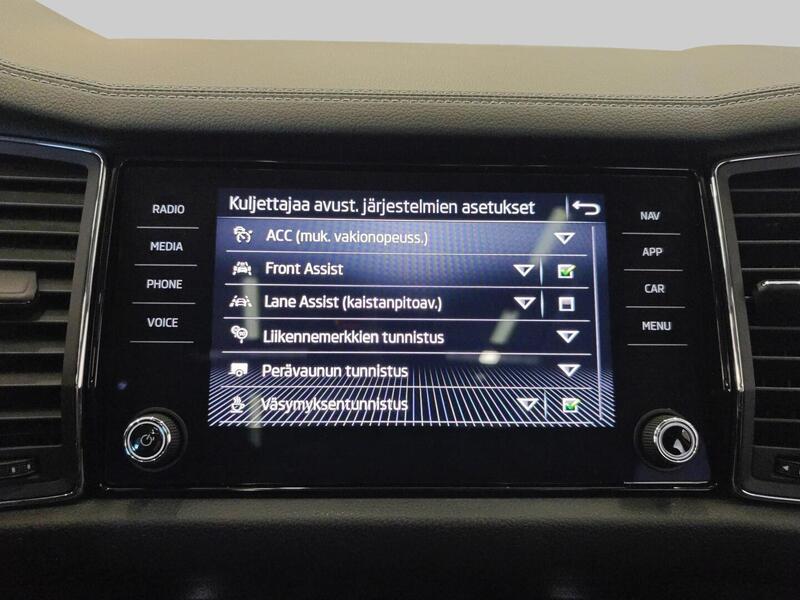 RADIO
MEDIA
PHONE
VOICE
Kuljettajaa avust. järjestelmien asetukset
ACC (muk. vakionopeuss.)
Front Assist
Lane Assist (kaistanpitoav.)
Liikennemerkkien tunnistus
Perävaunun tunnistus
Väsymyksentunnistus
NAV
APP
CAR
MENU